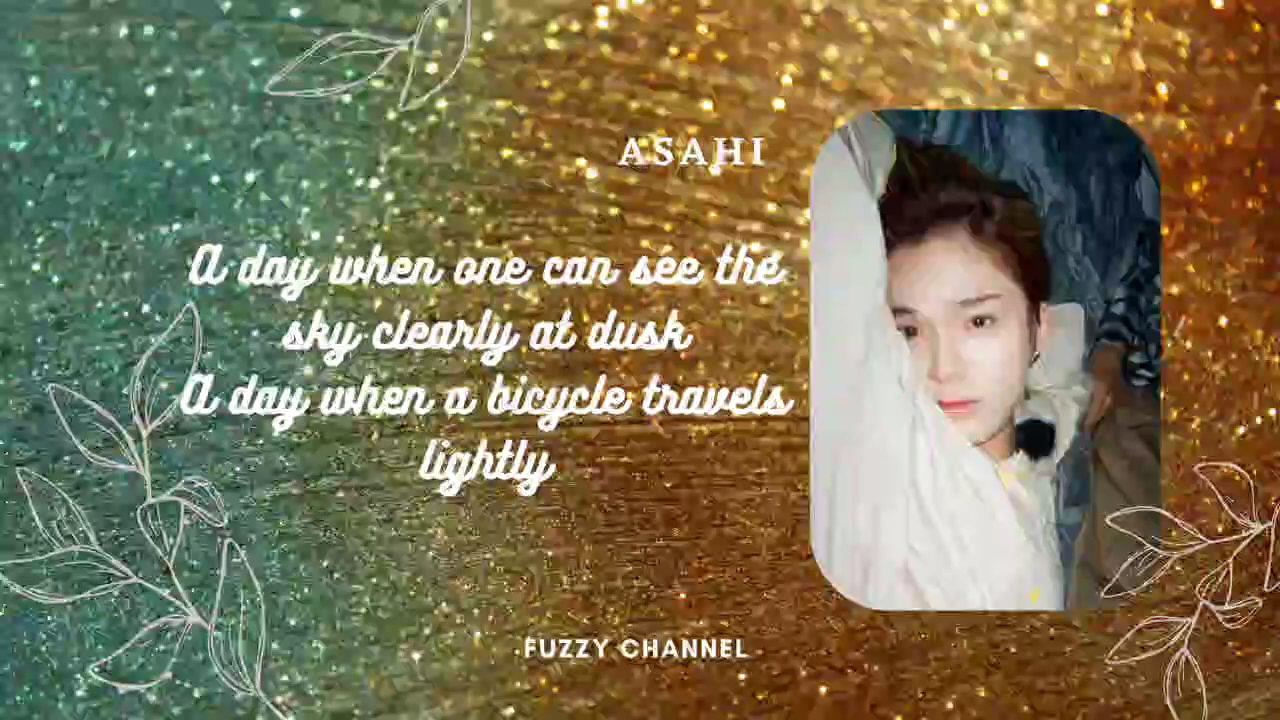 ASAHI
A day when one can see the
sky clearly at dusk
A day when a bicycle travels
lightly
FUZZY CHANNEL